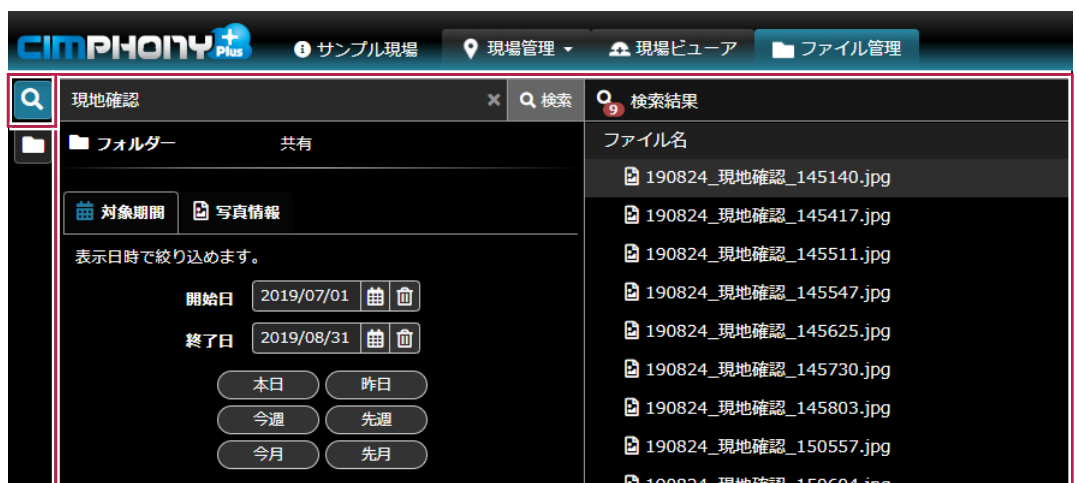 CIMPHONY Plus サンプル現場 現場管理 現場ビューア ファイル管理
現地確認 検索
9 検索結果
フォルダー 共有
ファイル名
190824_現地確認_145140.jpg
対象期間 写真情報
190824_現地確認_145417.jpg
表示日時で絞り込めます。
190824_現地確認_145511.jpg
開始日 2019/07/01
190824_現地確認_145547.jpg
終了日 2019/08/31
190824_現地確認_145625.jpg
本日 昨日
190824_現地確認_145730.jpg
今週 先週
190824_現地確認_145803.jpg
今月 先月
190824_現地確認_150557.jpg